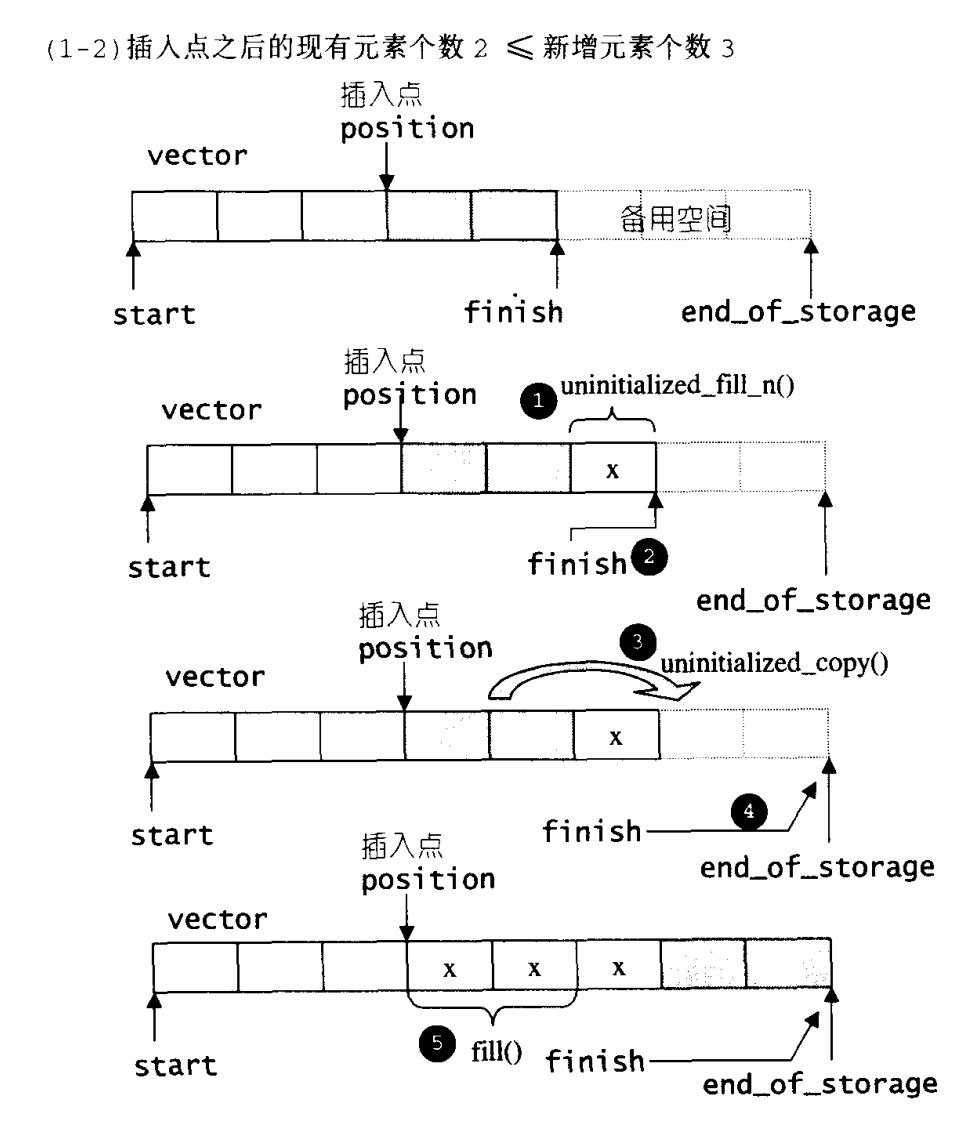 (1-2)插入点之后的现有元素个数 2 ≤ 新增元素个数 3
插入点
position
vector
备用空间
start
finish
end_of_storage
插入点
position
1 uninitialized_fill_n()
vector
x
start
finish 2
end_of_storage
插入点
position
3 uninitialized_copy()
vector
x
start
finish 4
end_of_storage
插入点
position
vector
x x x
5 fill()
start
finish
end_of_storage